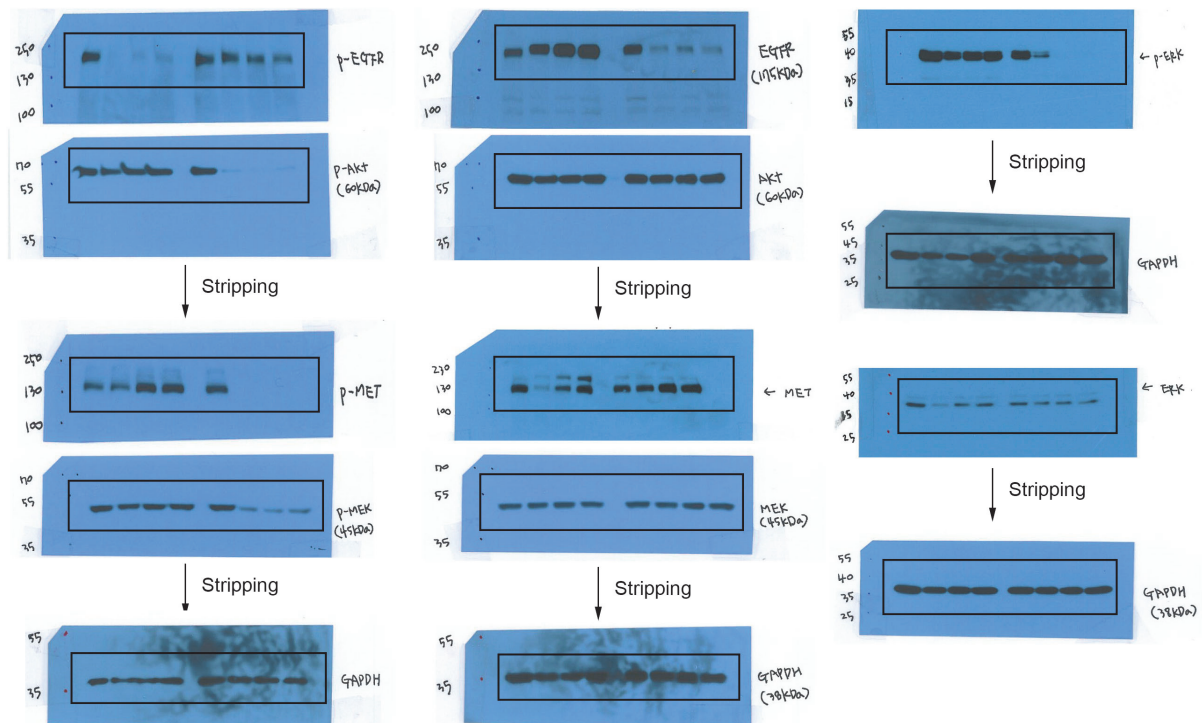 250
130
100
p-EGFR
70
55
35
p-AKt
(60kDa)
Stripping
250
130
100
p-MET
70
55
35
p-MEK
(45kDa)
Stripping
55
35
GAPDH
250
130
100
EGFR
(175kDa)
70
55
35
AKT
(60kDa)
Stripping
250
130
100
← MET
70
55
35
MEK
(45kDa)
Stripping
55
35
GAPDH
(38kDa)
55
40
35
15
← p-ERK
Stripping
55
45
35
25
GAPDH
55
40
35
25
← ERK
Stripping
55
40
35
25
GAPDH
(38kDa)